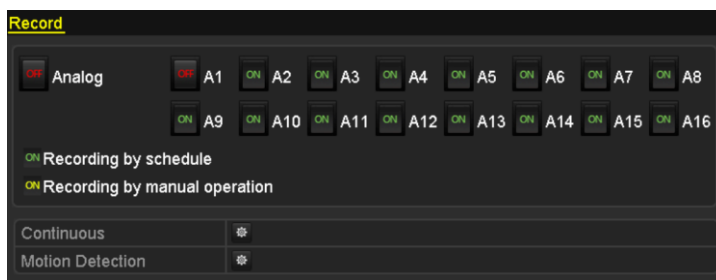 Record
OFF Analog OFF A1 ON A2 ON A3 ON A4 ON A5 ON A6 ON A7 ON A8
ON A9 ON A10 ON A11 ON A12 ON A13 ON A14 ON A15 ON A16
ON Recording by schedule
ON Recording by manual operation
Continuous
Motion Detection